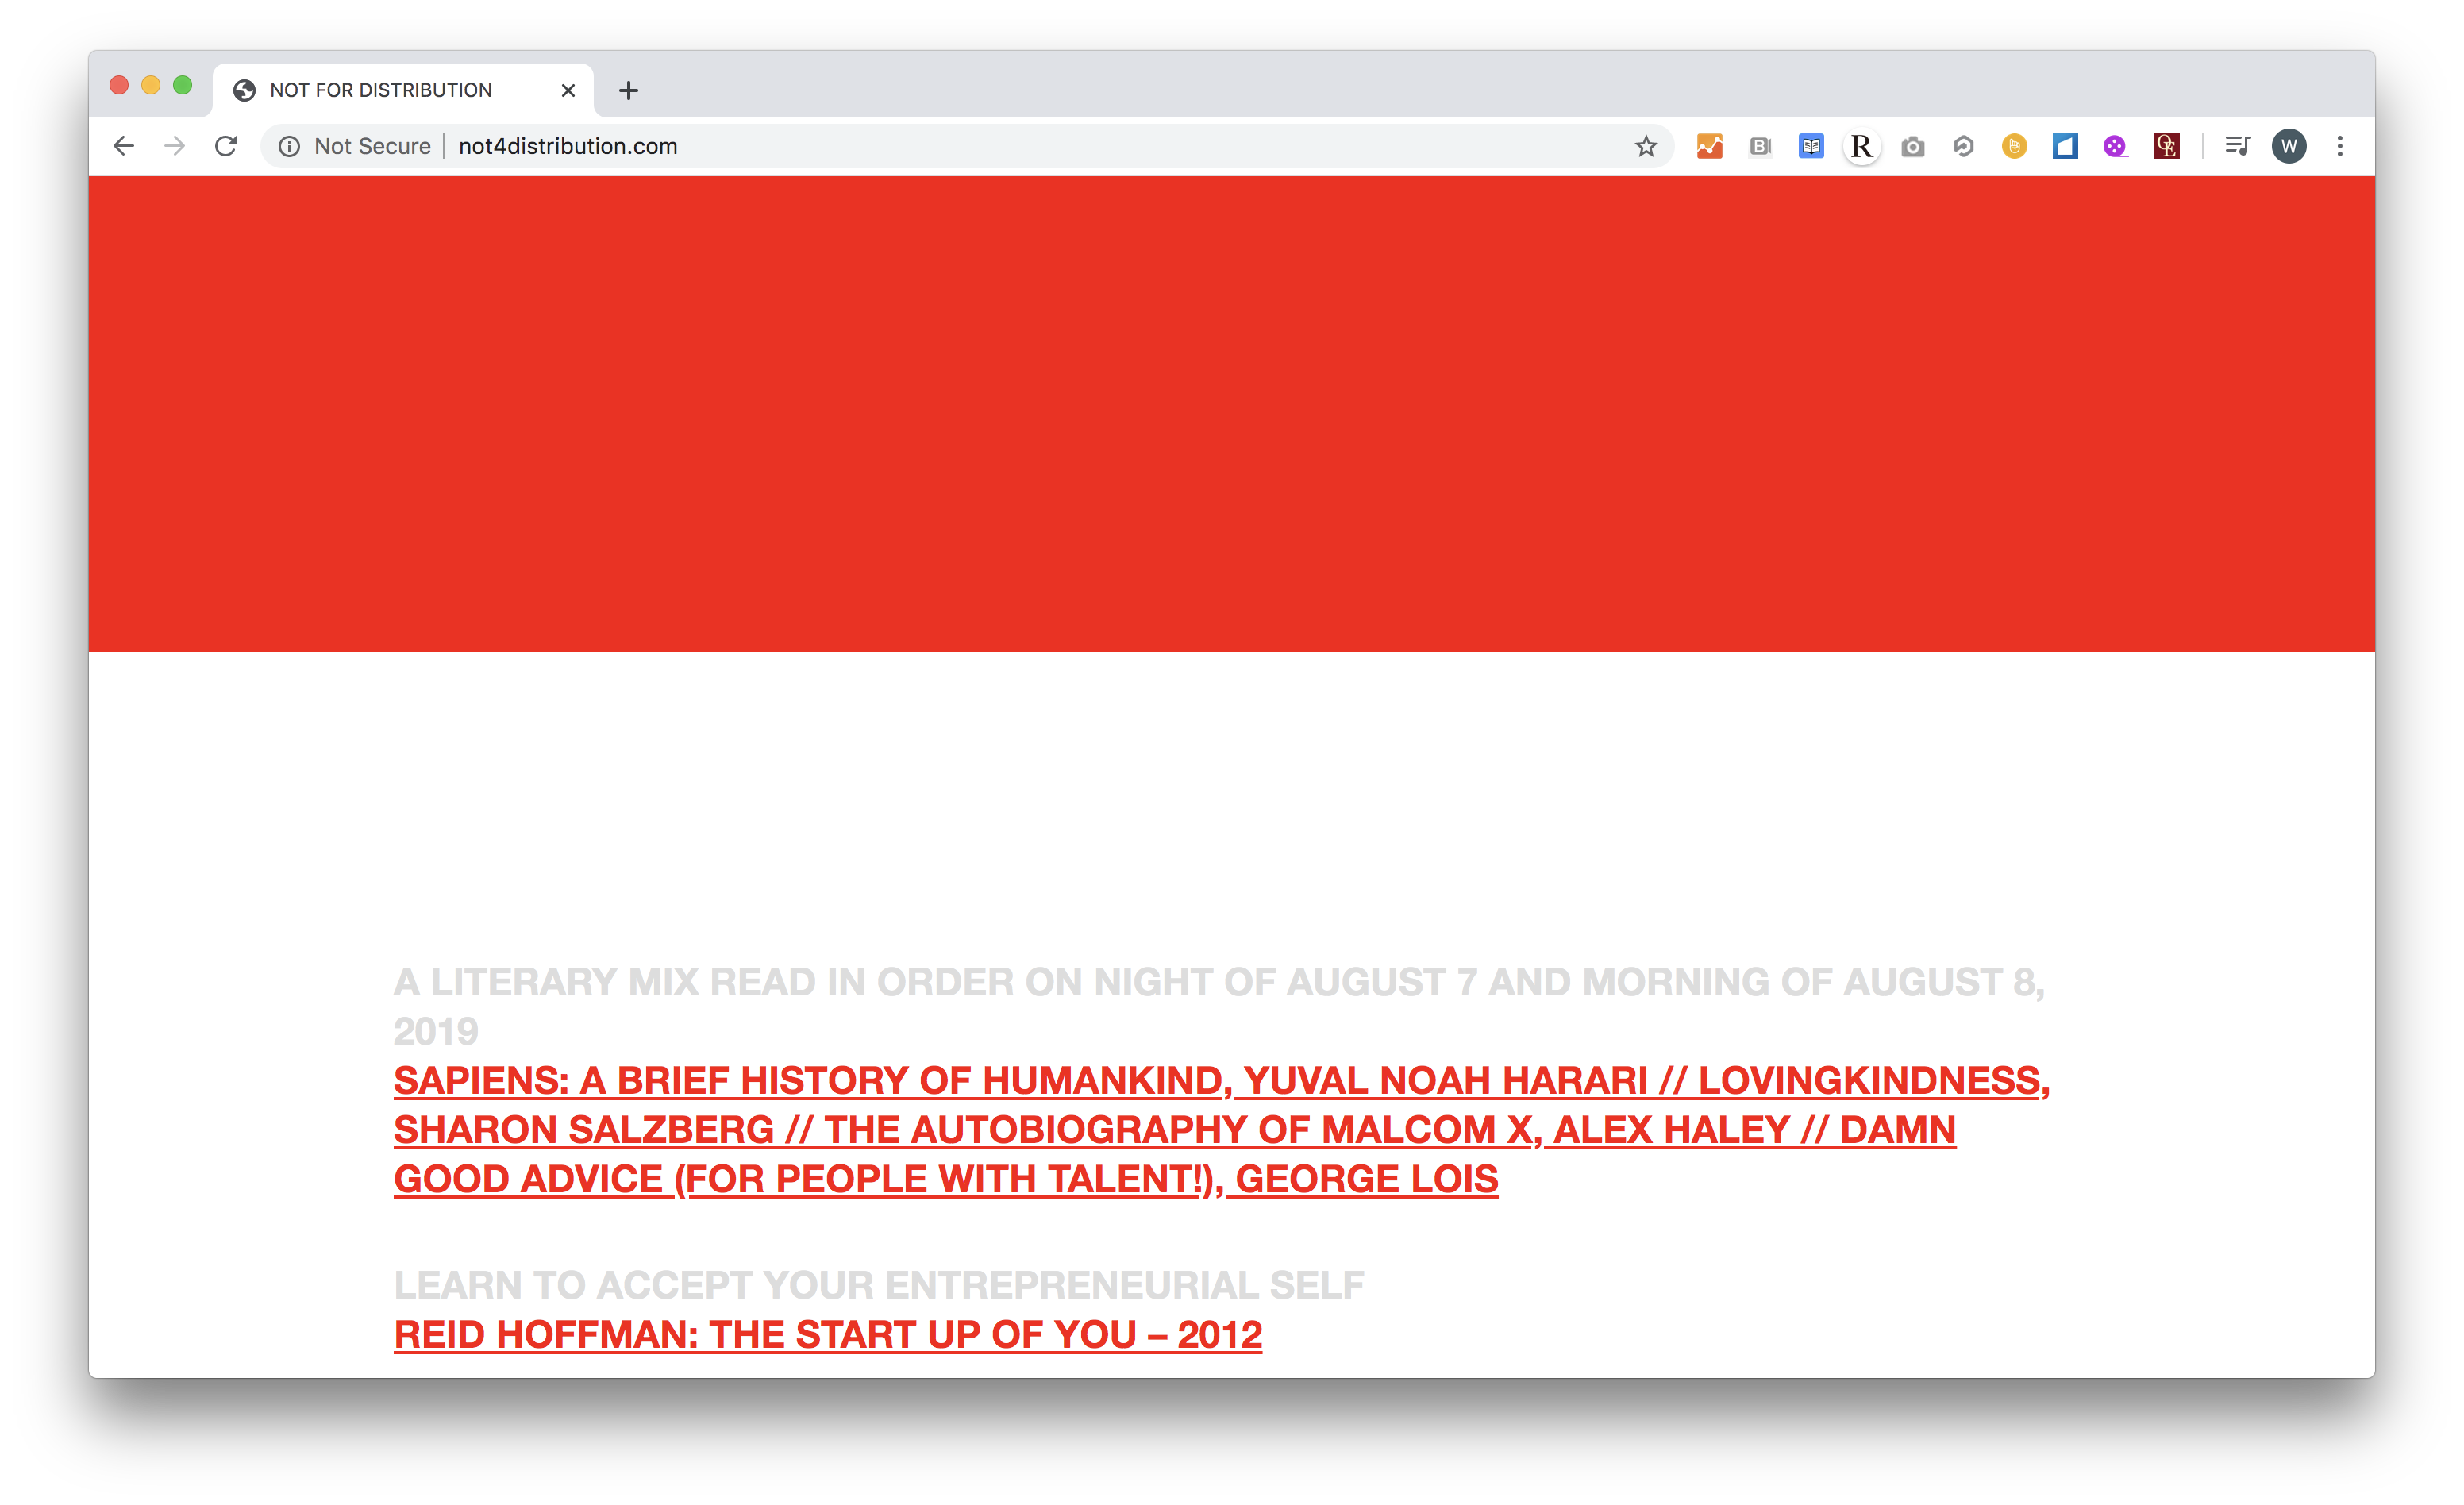 NOT FOR DISTRIBUTION
Not Secure | not4distribution.com
B R QE W
A LITERARY MIX READ IN ORDER ON NIGHT OF AUGUST 7 AND MORNING OF AUGUST 8,
2019
SAPIENS: A BRIEF HISTORY OF HUMANKIND, YUVAL NOAH HARARI // LOVINGKINDNESS,
SHARON SALZBERG // THE AUTOBIOGRAPHY OF MALCOM X, ALEX HALEY // DAMN
GOOD ADVICE (FOR PEOPLE WITH TALENT!), GEORGE LOIS
LEARN TO ACCEPT YOUR ENTREPRENEURIAL SELF
REID HOFFMAN: THE START UP OF YOU – 2012